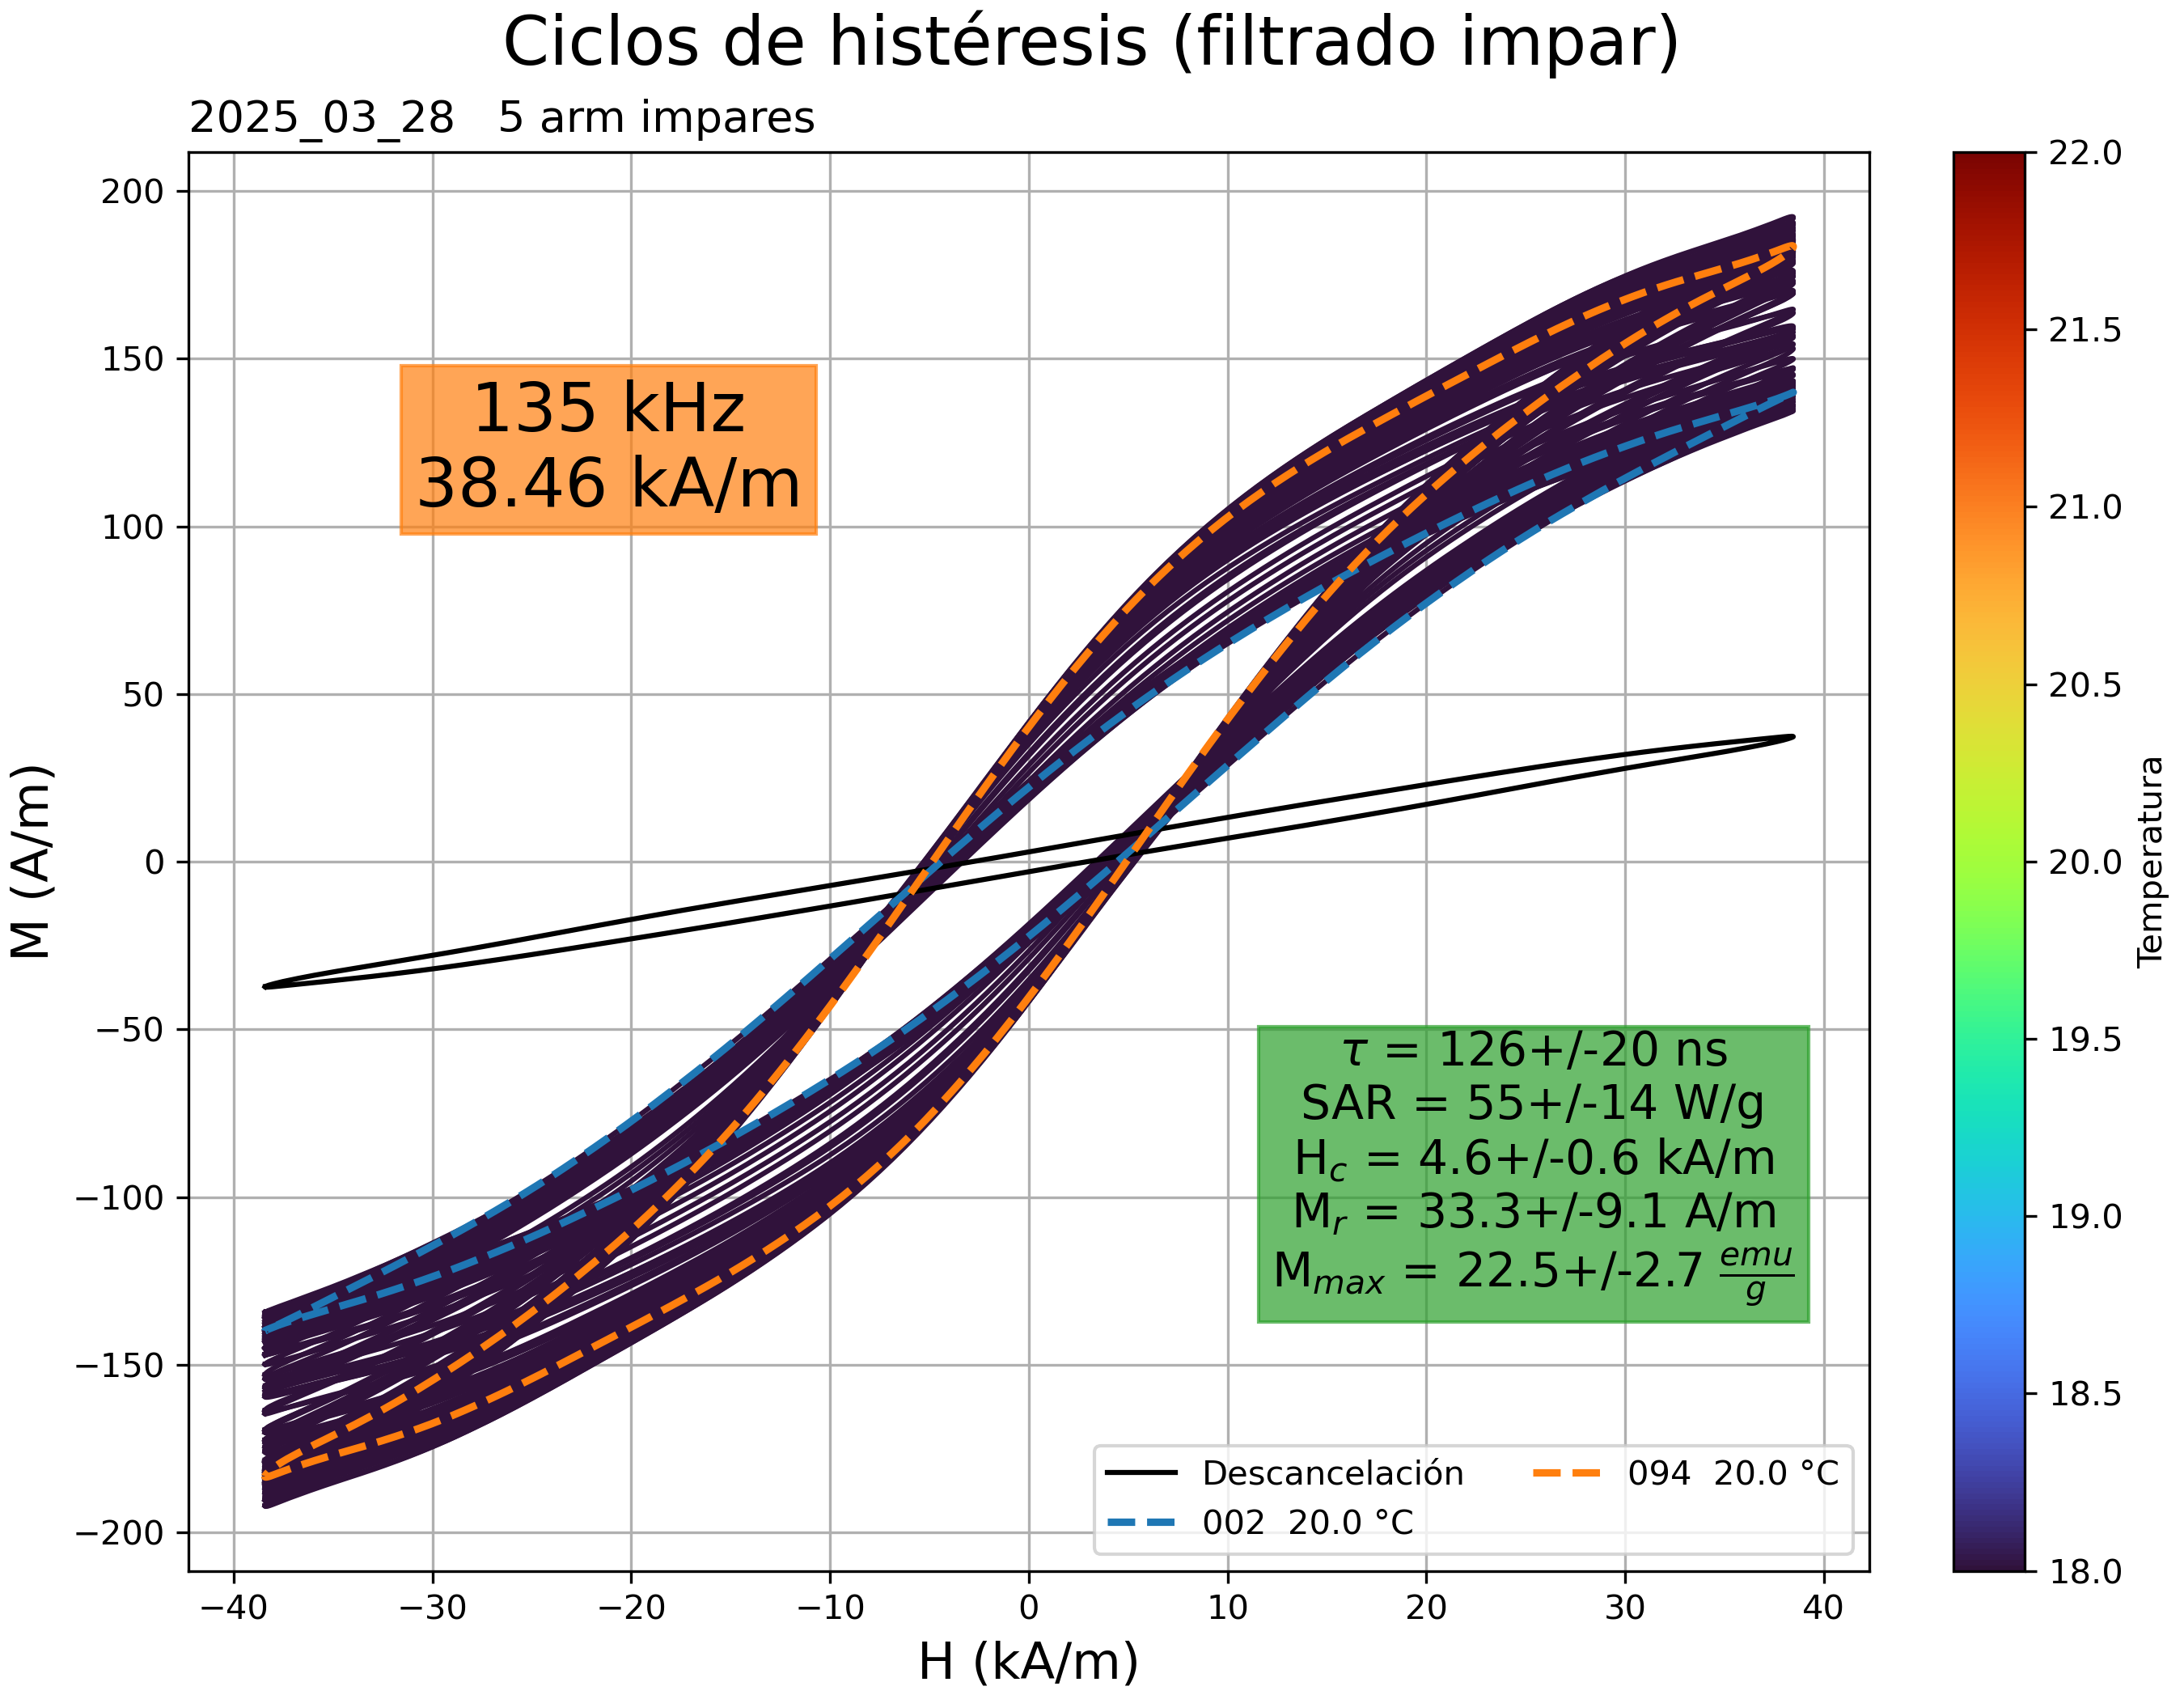 Ciclos de histéresis (filtrado impar)
2025_03_28   5 arm impares
200
150
100
50
0
−50
−100
−150
−200
M (A/m)
135 kHz
38.46 kA/m
τ = 126+/-20 ns
SAR = 55+/-14 W/g
H_c = 4.6+/-0.6 kA/m
M_r = 33.3+/-9.1 A/m
M_max = 22.5+/-2.7 emu/g
Descancelación
002  20.0 °C
094  20.0 °C
−40 −30 −20 −10 0 10 20 30 40
H (kA/m)
22.0
21.5
21.0
20.5
20.0
19.5
19.0
18.5
18.0
Temperatura